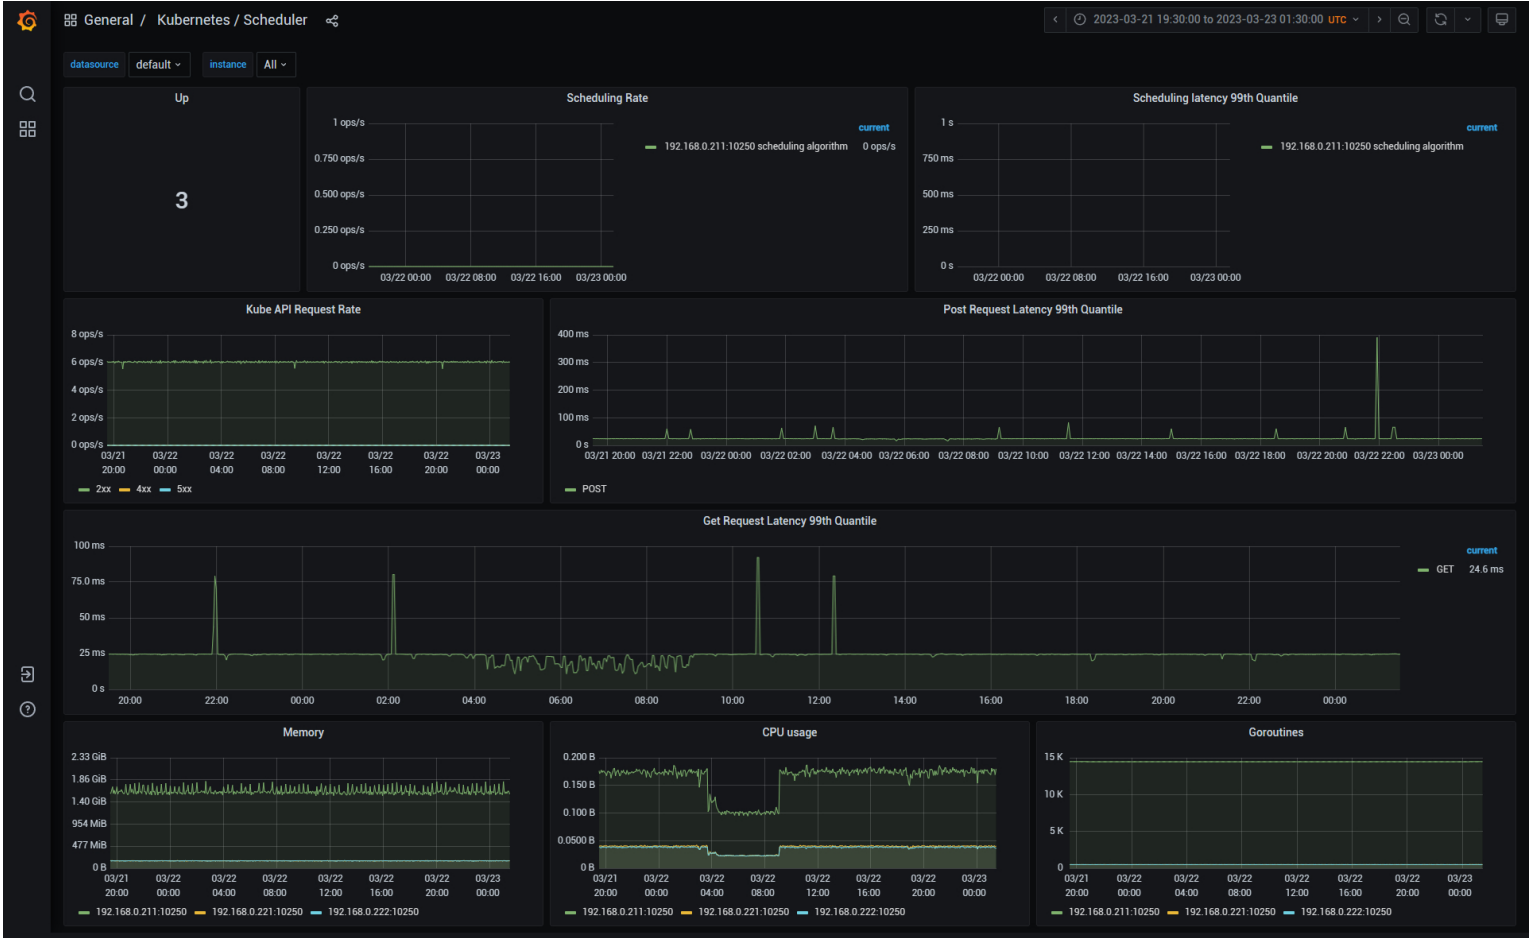 General / Kubernetes / Scheduler
2023-03-21 19:30:00 to 2023-03-23 01:30:00 UTC
datasource default instance All
Up
3
Scheduling Rate
1 ops/s
0.750 ops/s
0.500 ops/s
0.250 ops/s
0 ops/s
03/22 00:00 03/22 08:00 03/22 16:00 03/23 00:00
current
192.168.0.211:10250 scheduling algorithm 0 ops/s
Scheduling latency 99th Quantile
1 s
750 ms
500 ms
250 ms
0 s
03/22 00:00 03/22 08:00 03/22 16:00 03/23 00:00
current
192.168.0.211:10250 scheduling algorithm
Kube API Request Rate
8 ops/s
6 ops/s
4 ops/s
2 ops/s
0 ops/s
03/21 03/22 03/22 03/22 03/22 03/22 03/22 03/23
20:00 00:00 04:00 08:00 12:00 16:00 20:00 00:00
2xx 4xx 5xx
Post Request Latency 99th Quantile
400 ms
300 ms
200 ms
100 ms
0 s
03/21 20:00 03/21 22:00 03/22 00:00 03/22 02:00 03/22 04:00 03/22 06:00 03/22 08:00 03/22 10:00 03/22 12:00 03/22 14:00 03/22 16:00 03/22 18:00 03/22 20:00 03/22 22:00 03/23 00:00
POST
Get Request Latency 99th Quantile
100 ms
75.0 ms
50 ms
25 ms
0 s
20:00 22:00 00:00 02:00 04:00 06:00 08:00 10:00 12:00 14:00 16:00 18:00 20:00 22:00 00:00
current
GET 24.6 ms
Memory
2.33 GiB
1.86 GiB
1.40 GiB
954 MiB
477 MiB
0 B
03/21 03/22 03/22 03/22 03/22 03/22 03/22 03/23
20:00 00:00 04:00 08:00 12:00 16:00 20:00 00:00
192.168.0.211:10250 192.168.0.221:10250 192.168.0.222:10250
CPU usage
0.200 B
0.150 B
0.100 B
0.0500 B
0 B
03/21 03/22 03/22 03/22 03/22 03/22 03/22 03/23
20:00 00:00 04:00 08:00 12:00 16:00 20:00 00:00
192.168.0.211:10250 192.168.0.221:10250 192.168.0.222:10250
Goroutines
15 K
10 K
5 K
0
03/21 03/22 03/22 03/22 03/22 03/22 03/22 03/23
20:00 00:00 04:00 08:00 12:00 16:00 20:00 00:00
192.168.0.211:10250 192.168.0.221:10250 192.168.0.222:10250